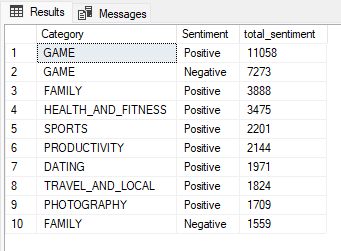 Results Messages
Category Sentiment total_sentiment
1 GAME Positive 11058
2 GAME Negative 7273
3 FAMILY Positive 3888
4 HEALTH_AND_FITNESS Positive 3475
5 SPORTS Positive 2201
6 PRODUCTIVITY Positive 2144
7 DATING Positive 1971
8 TRAVEL_AND_LOCAL Positive 1824
9 PHOTOGRAPHY Positive 1709
10 FAMILY Negative 1559